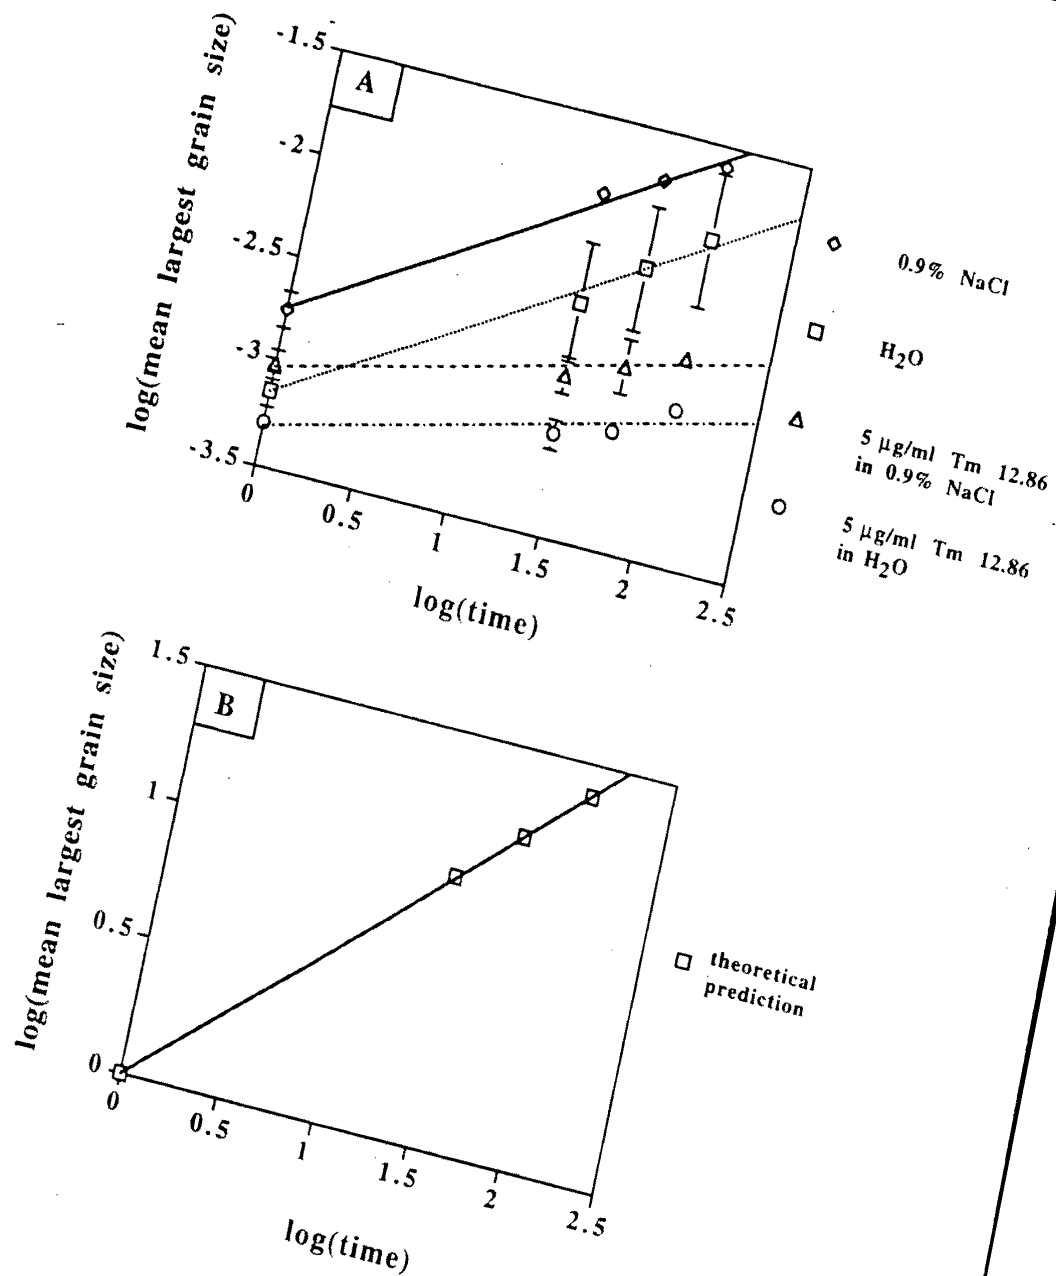 A
log(mean largest grain size)
-1.5
-2
-2.5
-3
-3.5
0
0.5
1
1.5
2
2.5
log(time)
0.9% NaCl
H₂O
5 µg/ml Tm 12.86
in 0.9% NaCl
5 µg/ml Tm 12.86
in H₂O
B
log(mean largest grain size)
1.5
1
0.5
0
0
0.5
1
1.5
2
2.5
log(time)
theoretical
prediction